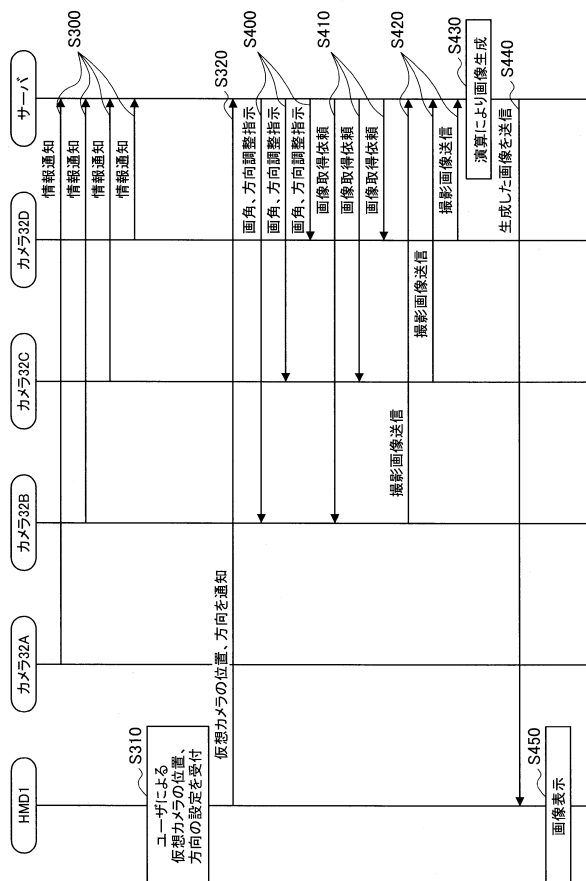 HMD1
カメラ32A
カメラ32B
カメラ32C
カメラ32D
サーバ
情報通知
情報通知
情報通知
情報通知
S300
S310
ユーザによる
仮想カメラの位置、
方向の設定を受付
仮想カメラの位置、方向を通知
S320
画角、方向調整指示
画角、方向調整指示
画角、方向調整指示
S400
画像取得依頼
画像取得依頼
画像取得依頼
S410
撮影画像送信
撮影画像送信
撮影画像送信
S420
S430
演算により画像生成
生成した画像を送信
S440
S450
画像表示